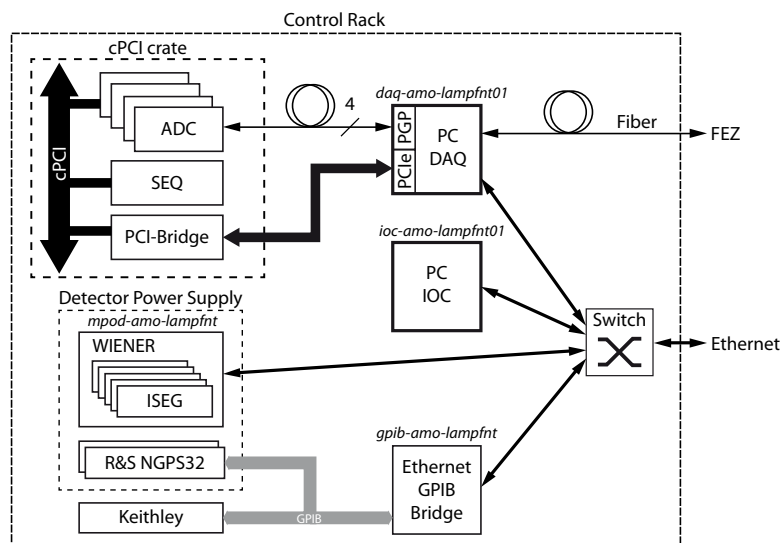 Control Rack
cPCI crate
cPCI
ADC
SEQ
PCI-Bridge
4
daq-amo-lampfnt01
PGP
PCIe
PC
DAQ
Fiber
FEZ
ioc-amo-lampfnt01
PC
IOC
Detector Power Supply
mpod-amo-lampfnt
WIENER
ISEG
R&S NGPS32
Keithley
GPIB
gpib-amo-lampfnt
Ethernet
GPIB
Bridge
Switch
Ethernet